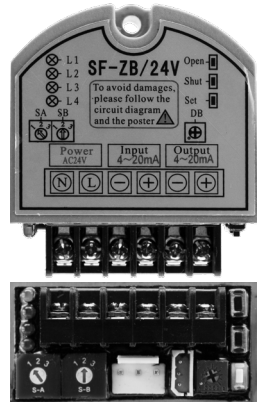 L1
L2
L3
L4
SF-ZB/24V
Open
Shut
Set
SA SB
To avoid damages,
please follow the
circuit diagram
and the poster
DB
Power
AC24V
Input
4~20mA
Output
4~20mA
N L − + − +
1 2 3
S-A
1 2 3
S-B